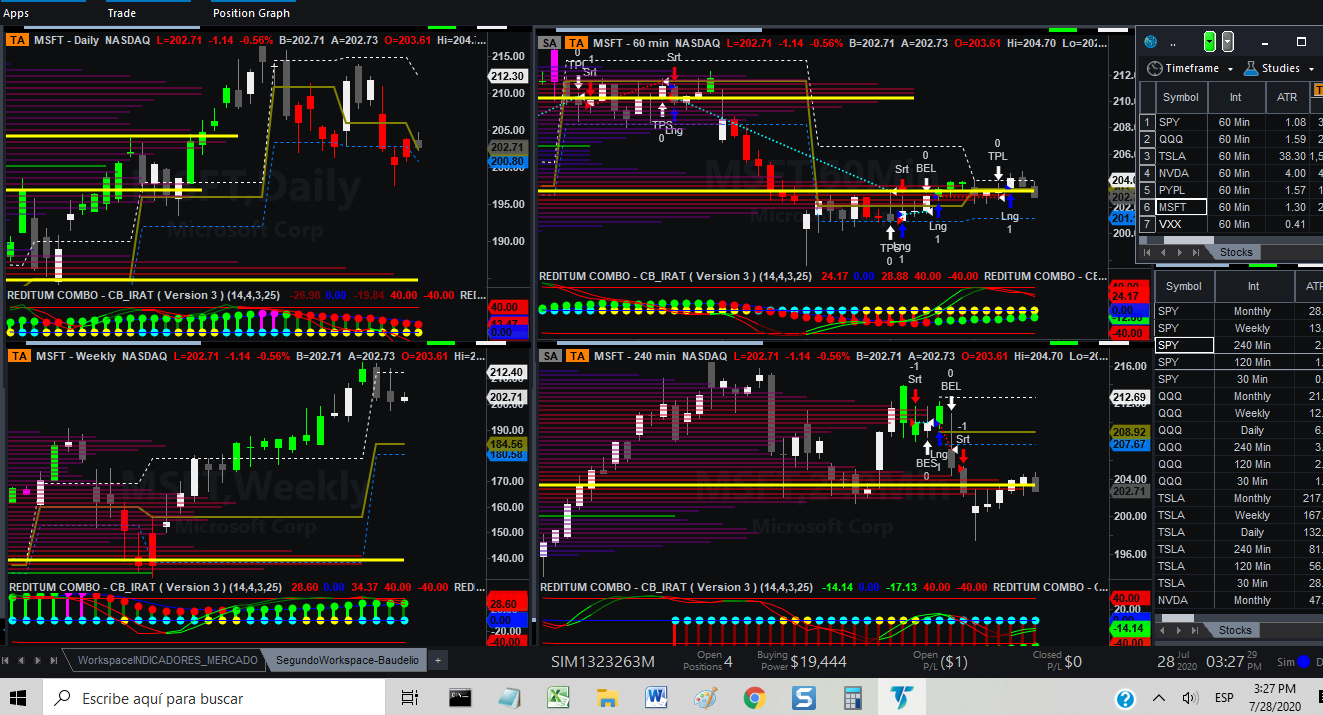 Apps Trade Position Graph
TA MSFT - Daily NASDAQ L=202.71 -1.14 -0.56% B=202.71 A=202.73 O=203.61 Hi=204....
215.00
212.30
210.00
205.00
202.71
200.80
195.00
190.00
MSFT Daily
Microsoft Corp
REDITUM COMBO - CB_IRAT ( Version 3 ) (14,4,3,25) -26.98 0.00 -19.84 40.00 -40.00 REDI...
40.00
0.00
SA TA MSFT - 60 min NASDAQ L=202.71 -1.14 -0.56% B=202.71 A=202.73 O=203.61 Hi=204.70 Lo=202...
0
TPL
Srt
Srt
TPS
Lng
0
Srt
0
BEL
0
TPL
Lng
1
Lng
1
1
0
212.0
210.0
208.0
206.0
204.0
202.
200.
Microsoft Corp
REDITUM COMBO - CB_IRAT ( Version 3 ) (14,4,3,25) 24.17 0.00 28.88 40.00 -40.00 REDITUM COMBO - CE...
24.17
0.00
-40.00
TA MSFT - Weekly NASDAQ L=202.71 -1.14 -0.56% B=202.71 A=202.73 O=203.61 Hi=2...
212.40
202.71
190.00
184.56
180.58
170.00
160.00
150.00
140.00
MSFT Weekly
Microsoft Corp
REDITUM COMBO - CB_IRAT ( Version 3 ) (14,4,3,25) 28.60 0.00 34.37 40.00 -40.00 REDI...
28.60
0.00
-20.00
-40.00
SA TA MSFT - 240 min NASDAQ L=202.71 -1.14 -0.56% B=202.71 A=202.73 O=203.61 Hi=204.70 Lo=2...
-1
Srt
0
BEL
-1
Srt
BES
Lng
1
0
216.00
212.69
208.92
207.67
204.00
202.71
200.00
196.00
Microsoft Corp
REDITUM COMBO - CB_IRAT ( Version 3 ) (14,4,3,25) -14.14 0.00 -17.13 40.00 -40.00 REDITUM COMBO - C...
40.00
20.00
0.00
-14.14
Timeframe Studies
Symbol Int ATR
1 SPY 60 Min 1.08
2 QQQ 60 Min 1.59
3 TSLA 60 Min 38.30 1,5
4 NVDA 60 Min 4.00
5 PYPL 60 Min 1.57
6 MSFT 60 Min 1.30
7 VXX 60 Min 0.41
Stocks
Symbol Int ATR
SPY Monthly 28.
SPY Weekly 13.
SPY 240 Min 2.
SPY 120 Min 1.
SPY 30 Min 0.
QQQ Monthly 21.
QQQ Weekly 12.
QQQ Daily 6.
QQQ 240 Min 3.
QQQ 120 Min 2.
QQQ 30 Min 1.
TSLA Monthly 217.
TSLA Weekly 167.
TSLA Daily 132.
TSLA 240 Min 81.
TSLA 120 Min 56.
TSLA 30 Min 28.
NVDA Monthly 47.
Stocks
WorkspaceINDICADORES_MERCADO SegundoWorkspace-Baudelio +
SIM1323263M Open Positions 4 Buying Power $19,444 Open P/L ($1) Closed P/L $0 28 Jul 2020 03:27 29 PM Sim
Escribe aquí para buscar
ESP
3:27 PM
7/28/2020